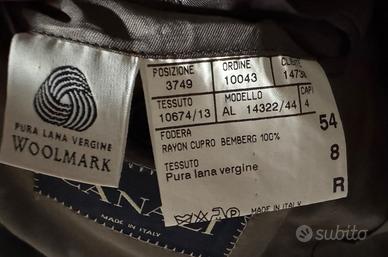 PURA LANA VERGINE
WOOLMARK
POSIZIONE ORDINE CLIENTE
3749 10043
TESSUTO MODELLO CAPI
10674/13 AL 14322/44 4
FODERA 54
RAYON CUPRO BEMBERG 100%
TESSUTO 8
Pura lana vergine
R
MADE IN ITALY
MADE IN ITALY
subito